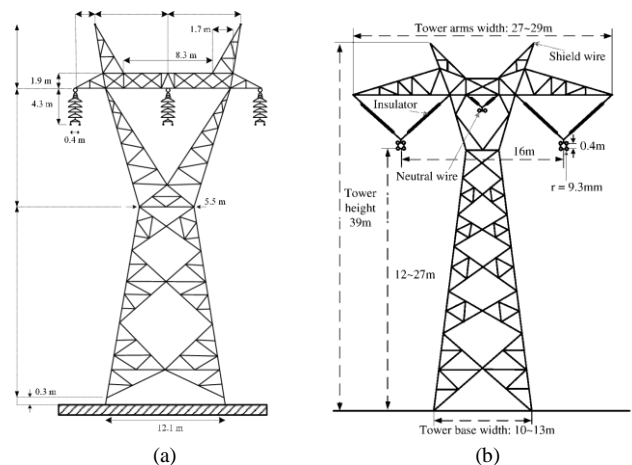 1.7 m
8.3 m
1.9 m
4.3 m
0.4 m
5.5 m
0.3 m
12.1 m
(a)
Tower arms width: 27~29m
Shield wire
Insulator
16m
0.4m
Neutral wire
r = 9.3mm
Tower
height
39m
12~27m
Tower base width: 10~13m
(b)